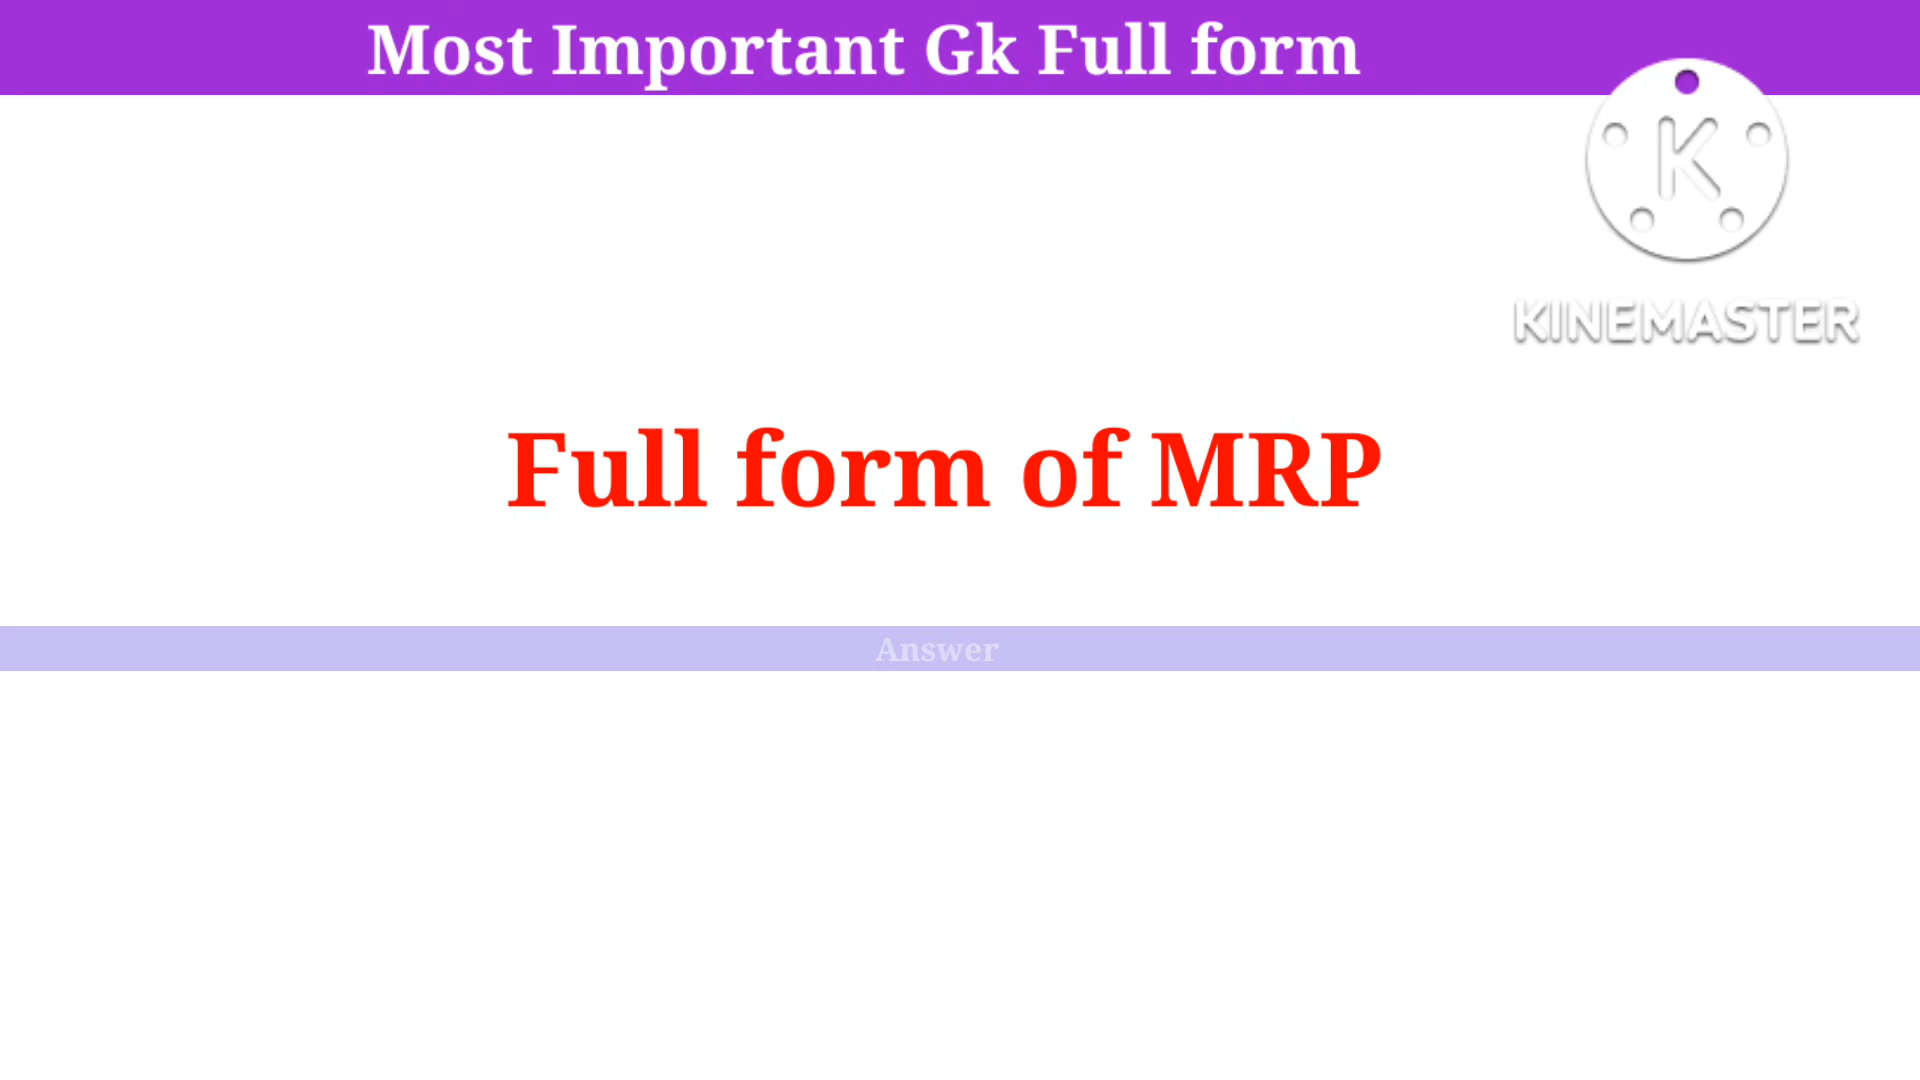 Most Important Gk Full form
K
KINEMASTER
Full form of MRP
Answer